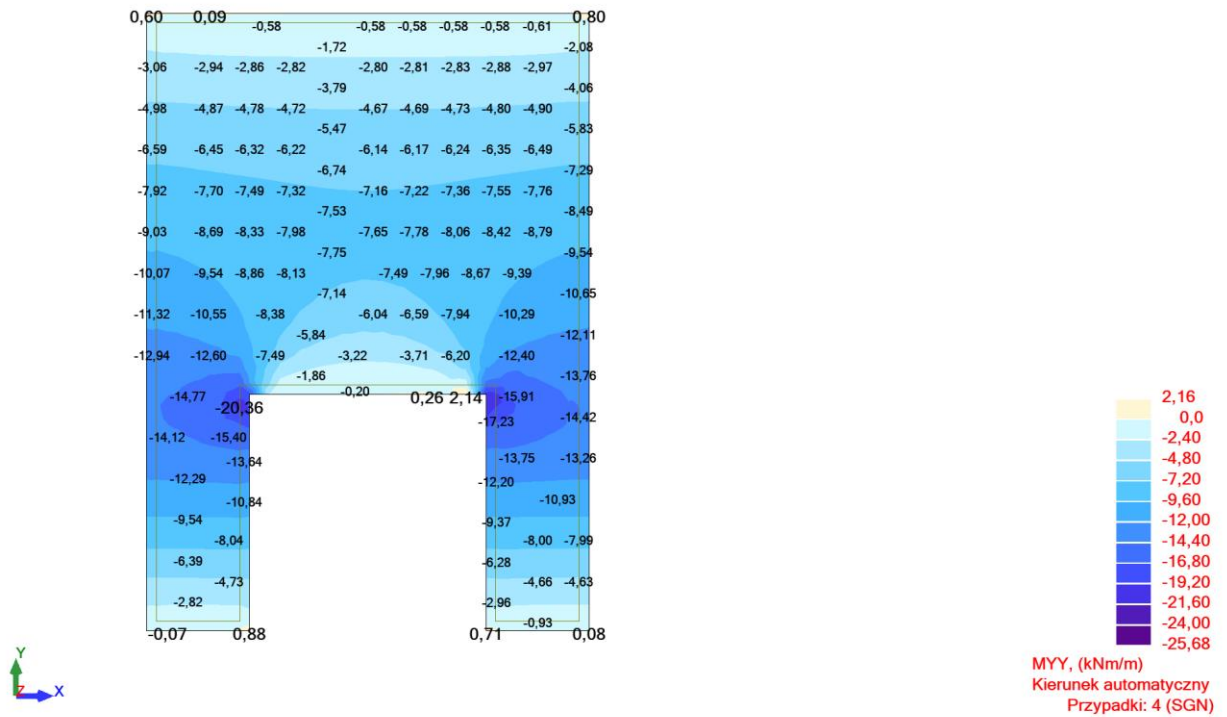 0,60 0,09 -0,58 -0,58 -0,58 -0,58 -0,58 -0,61 0,80
-1,72 -2,08
-3,06 -2,94 -2,86 -2,82 -2,80 -2,81 -2,83 -2,88 -2,97
-3,79 -4,06
-4,98 -4,87 -4,78 -4,72 -4,67 -4,69 -4,73 -4,80 -4,90
-5,47 -5,83
-6,59 -6,45 -6,32 -6,22 -6,14 -6,17 -6,24 -6,35 -6,49
-6,74 -7,29
-7,92 -7,70 -7,49 -7,32 -7,16 -7,22 -7,36 -7,55 -7,76
-7,53 -8,49
-9,03 -8,69 -8,33 -7,98 -7,65 -7,78 -8,06 -8,42 -8,79
-7,75 -9,54
-10,07 -9,54 -8,86 -8,13 -7,49 -7,96 -8,67 -9,39
-7,14 -10,65
-11,32 -10,55 -8,38 -6,04 -6,59 -7,94 -10,29
-5,84 -12,11
-12,94 -12,60 -7,49 -3,22 -3,71 -6,20 -12,40
-1,86 -13,76
-14,77 -0,20 0,26 2,14 -15,91
-20,36 -14,42
-17,23
-14,12 -15,40
-13,64 -13,75 -13,26
-12,29 -12,20
-10,84 -10,93
-9,54 -9,37
-8,04 -8,00 -7,99
-6,39 -6,28
-4,73 -4,66 -4,63
-2,82 -2,96
-0,93
-0,07 0,88 0,71 0,08
2,16
0,0
-2,40
-4,80
-7,20
-9,60
-12,00
-14,40
-16,80
-19,20
-21,60
-24,00
-25,68
MYY, (kNm/m)
Kierunek automatyczny
Przypadki: 4 (SGN)
Y
Z X